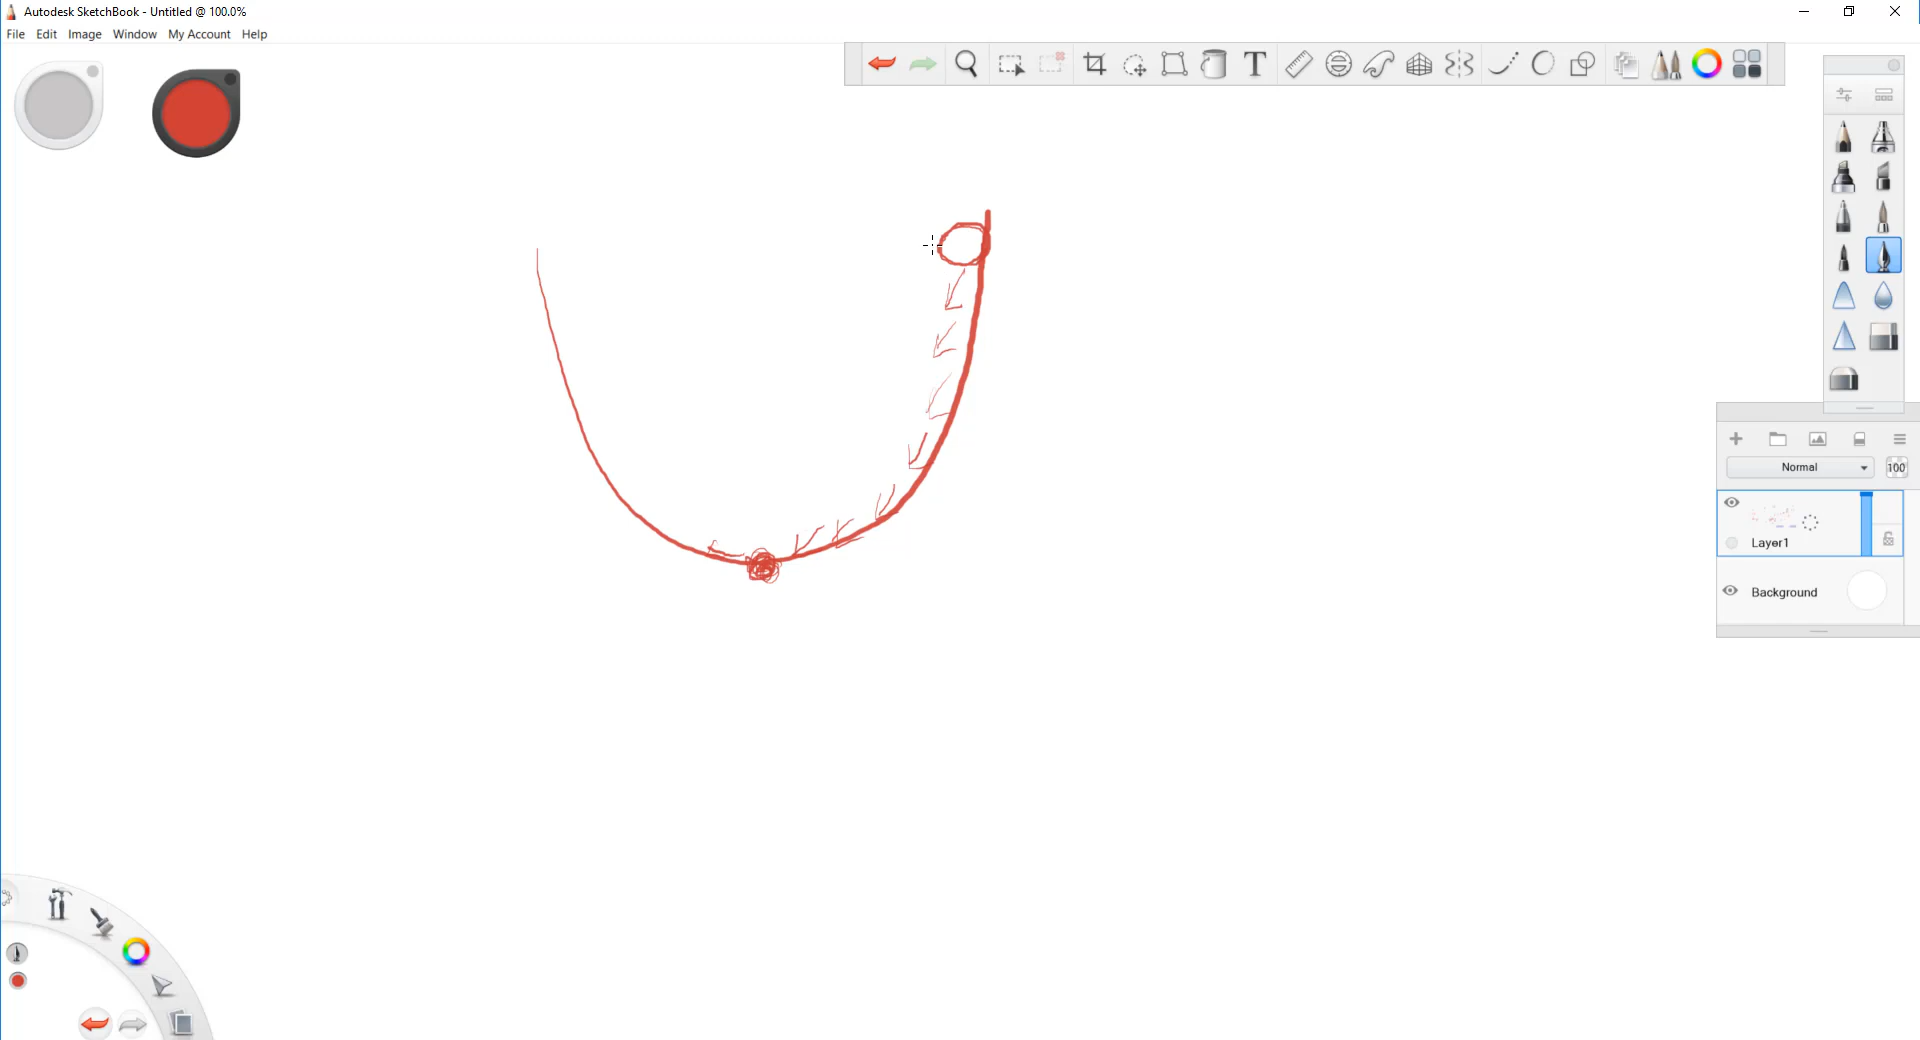 Autodesk SketchBook - Untitled @ 100.0%
File Edit Image Window My Account Help
T
Normal 100
Layer1
Background